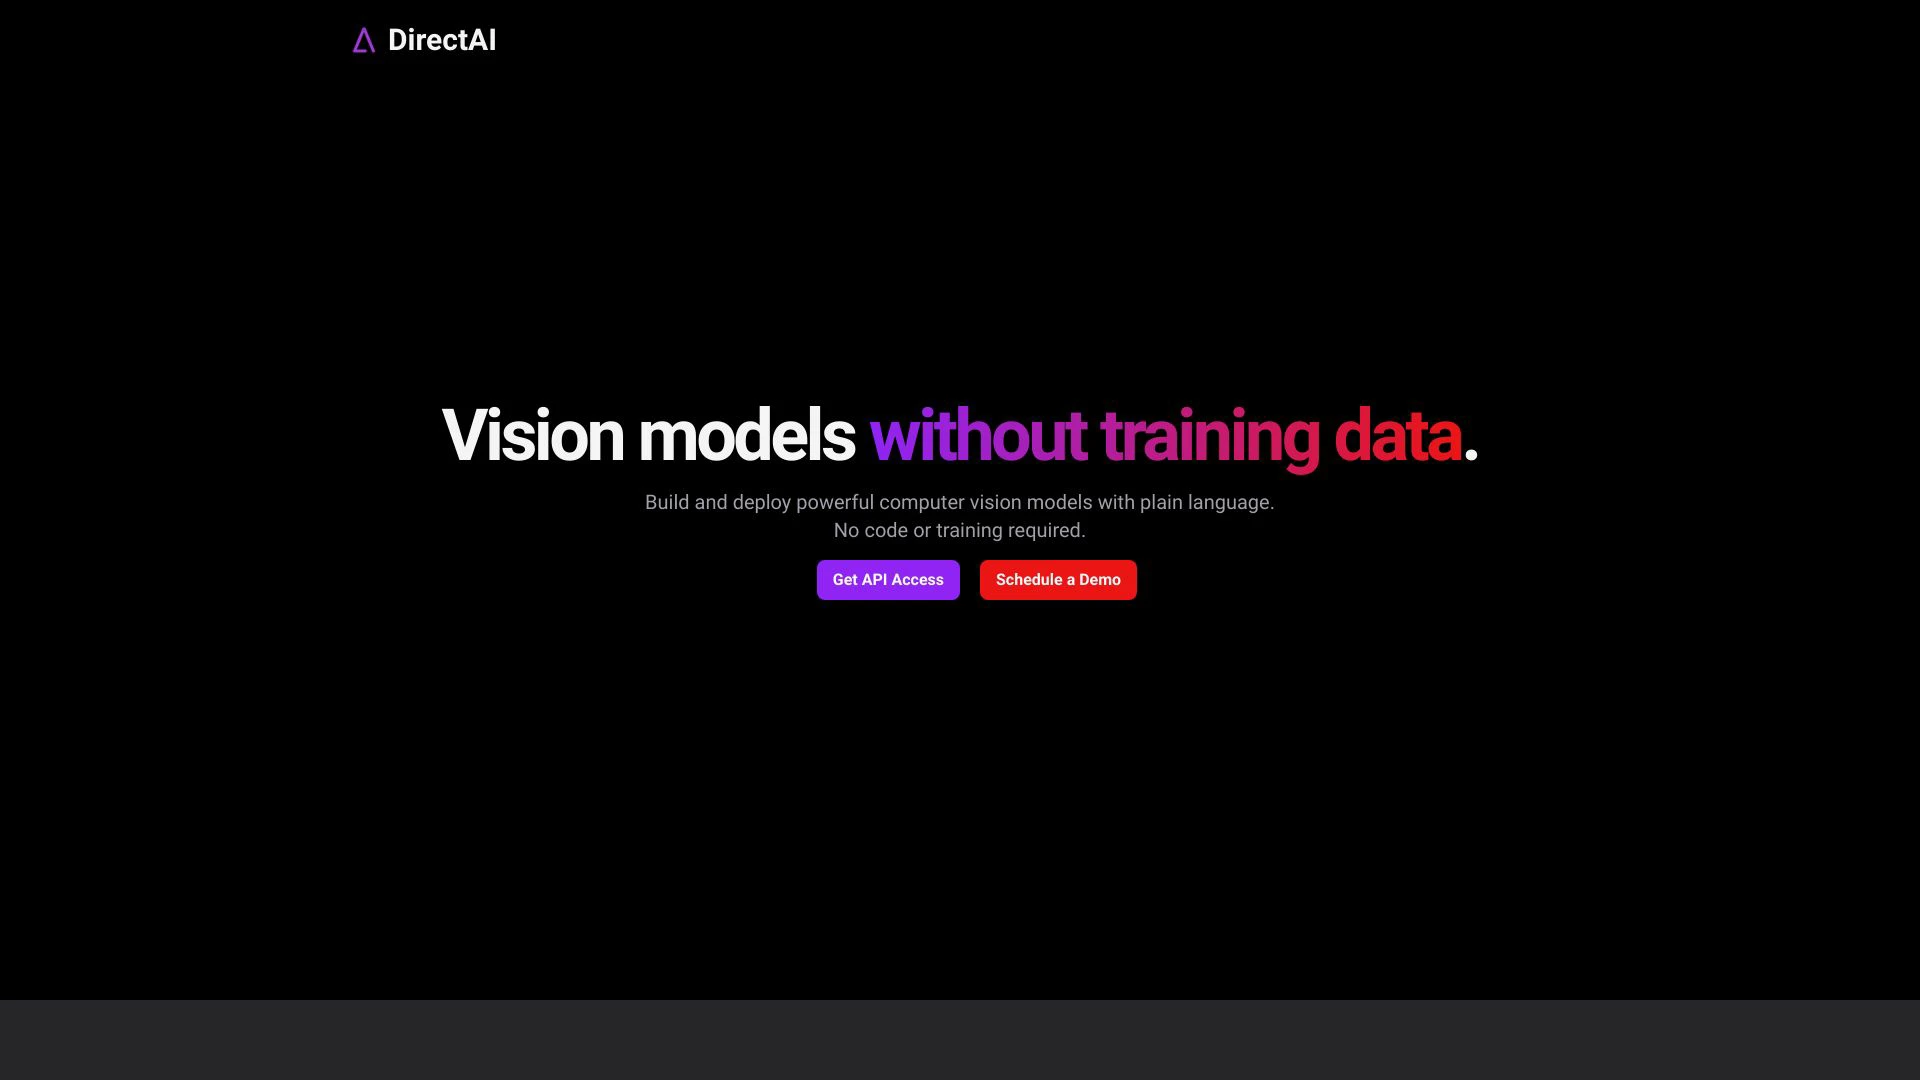 DirectAI
Vision models without training data.
Build and deploy powerful computer vision models with plain language.
No code or training required.
Get API Access
Schedule a Demo